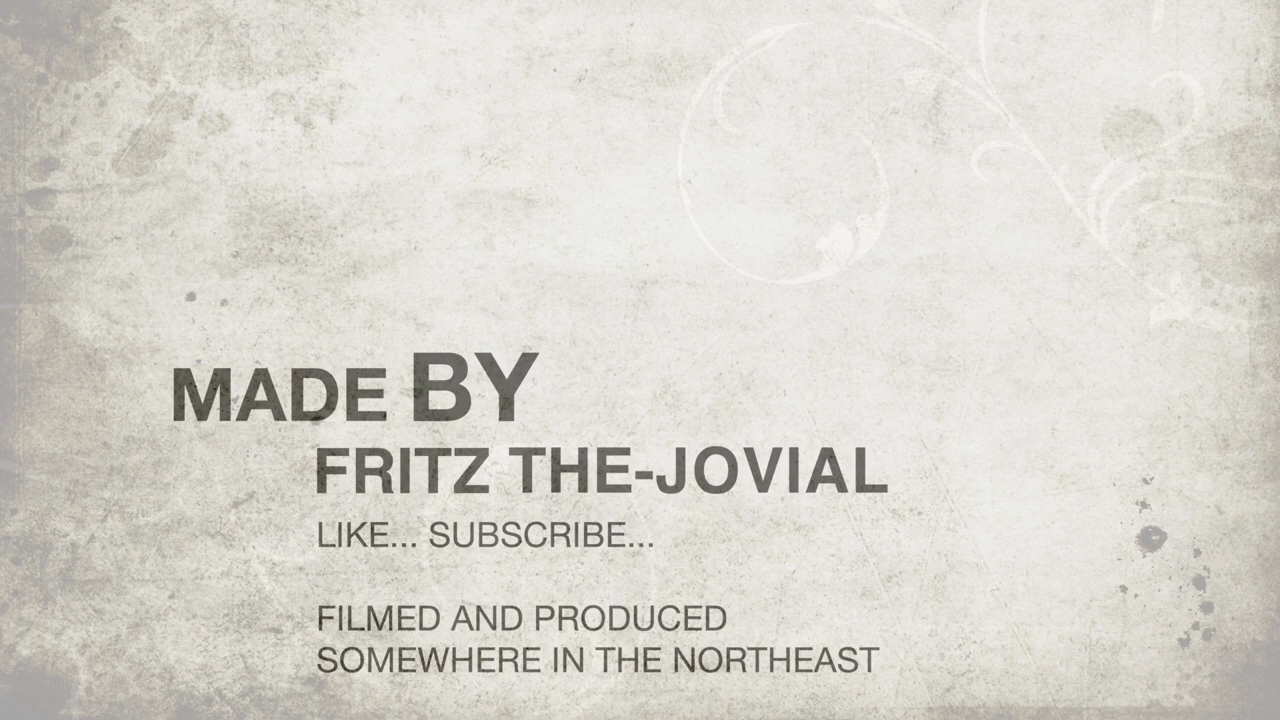 MADE BY
FRITZ THE-JOVIAL
LIKE... SUBSCRIBE...
FILMED AND PRODUCED
SOMEWHERE IN THE NORTHEAST